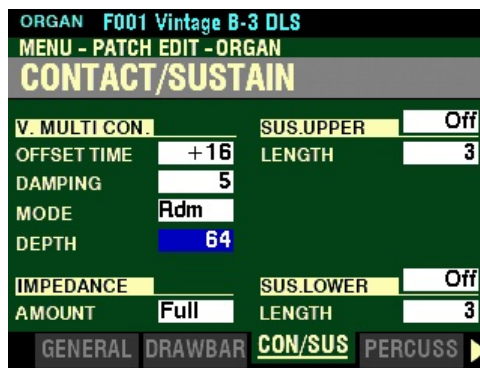 ORGAN F001 Vintage B-3 DLS
MENU - PATCH EDIT - ORGAN
CONTACT/SUSTAIN
V. MULTI CON. SUS.UPPER Off
OFFSET TIME +16 LENGTH 3
DAMPING 5
MODE Rdm
DEPTH 64
IMPEDANCE SUS.LOWER Off
AMOUNT Full LENGTH 3
GENERAL DRAWBAR CON/SUS PERCUSS